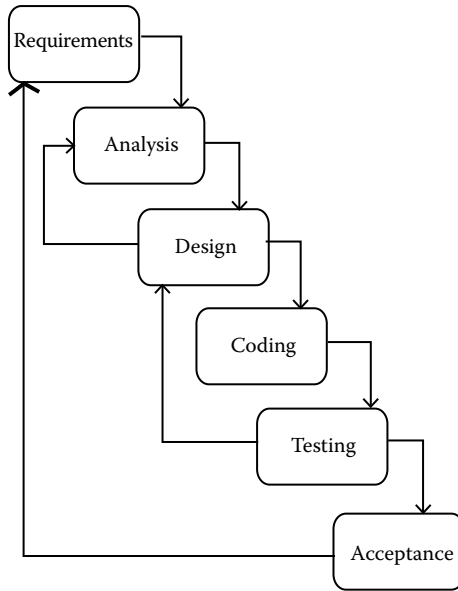 Requirements
Analysis
Design
Coding
Testing
Acceptance